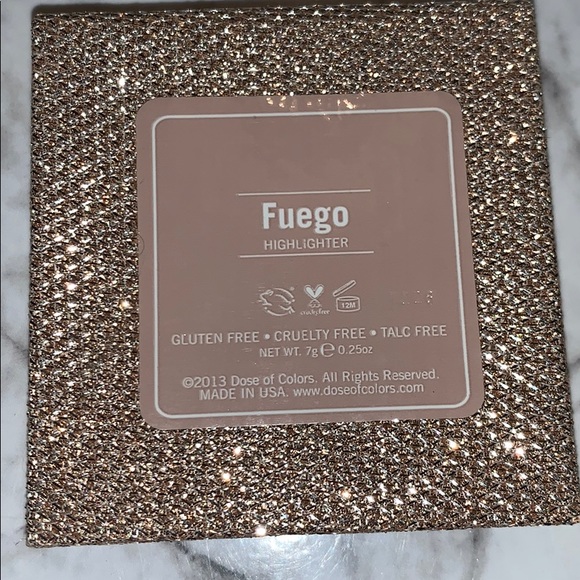 Fuego
HIGHLIGHTER
cruelty free
12M
GLUTEN FREE • CRUELTY FREE • TALC FREE
NET WT. 7g ℮ 0.25oz
©2013 Dose of Colors. All Rights Reserved.
MADE IN USA. www.doseofcolors.com